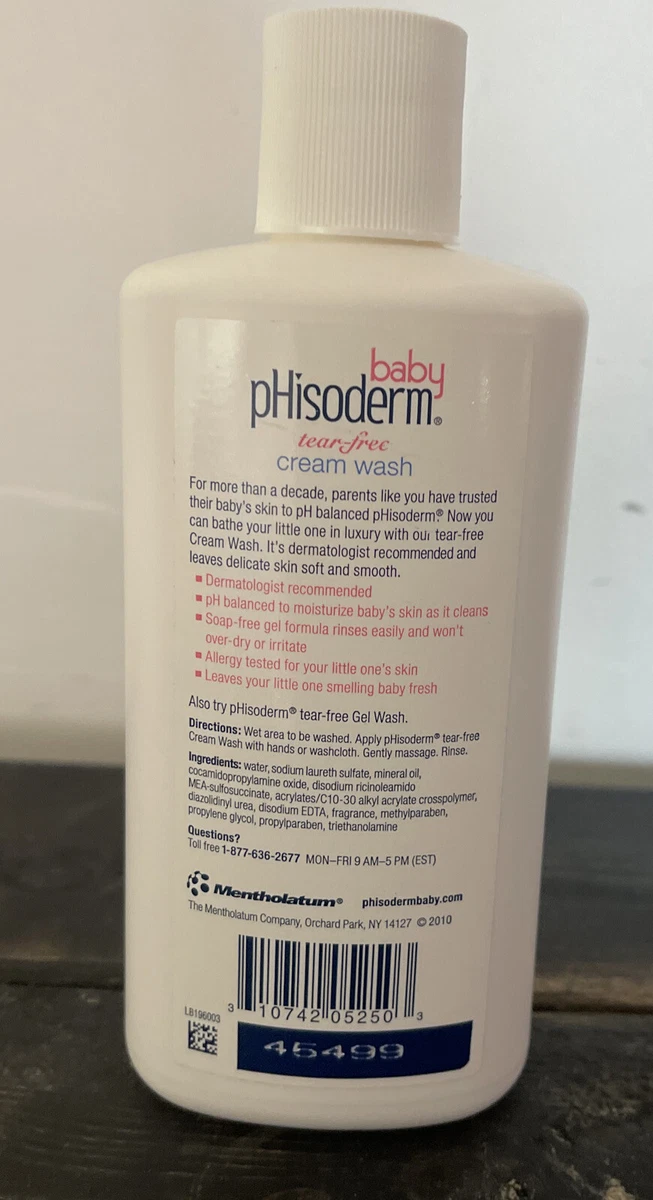 baby
pHisoderm®
tear-free
cream wash
For more than a decade, parents like you have trusted
their baby's skin to pH balanced pHisoderm®. Now you
can bathe your little one in luxury with our tear-free
Cream Wash. It's dermatologist recommended and
leaves delicate skin soft and smooth.
▪ Dermatologist recommended
▪ pH balanced to moisturize baby's skin as it cleans
▪ Soap-free gel formula rinses easily and won't
over-dry or irritate
▪ Allergy tested for your little one's skin
▪ Leaves your little one smelling baby fresh
Also try pHisoderm® tear-free Gel Wash.
Directions: Wet area to be washed. Apply pHisoderm® tear-free
Cream Wash with hands or washcloth. Gently massage. Rinse.
Ingredients: water, sodium laureth sulfate, mineral oil,
cocamidopropylamine oxide, disodium ricinoleamido
MEA-sulfosuccinate, acrylates/C10-30 alkyl acrylate crosspolymer,
diazolidinyl urea, disodium EDTA, fragrance, methylparaben,
propylene glycol, propylparaben, triethanolamine
Questions?
Toll free 1-877-636-2677 MON–FRI 9 AM–5 PM (EST)
Mentholatum® phisodermbaby.com
The Mentholatum Company, Orchard Park, NY 14127 ©2010
LB196003
3 10742 05250 3
45499